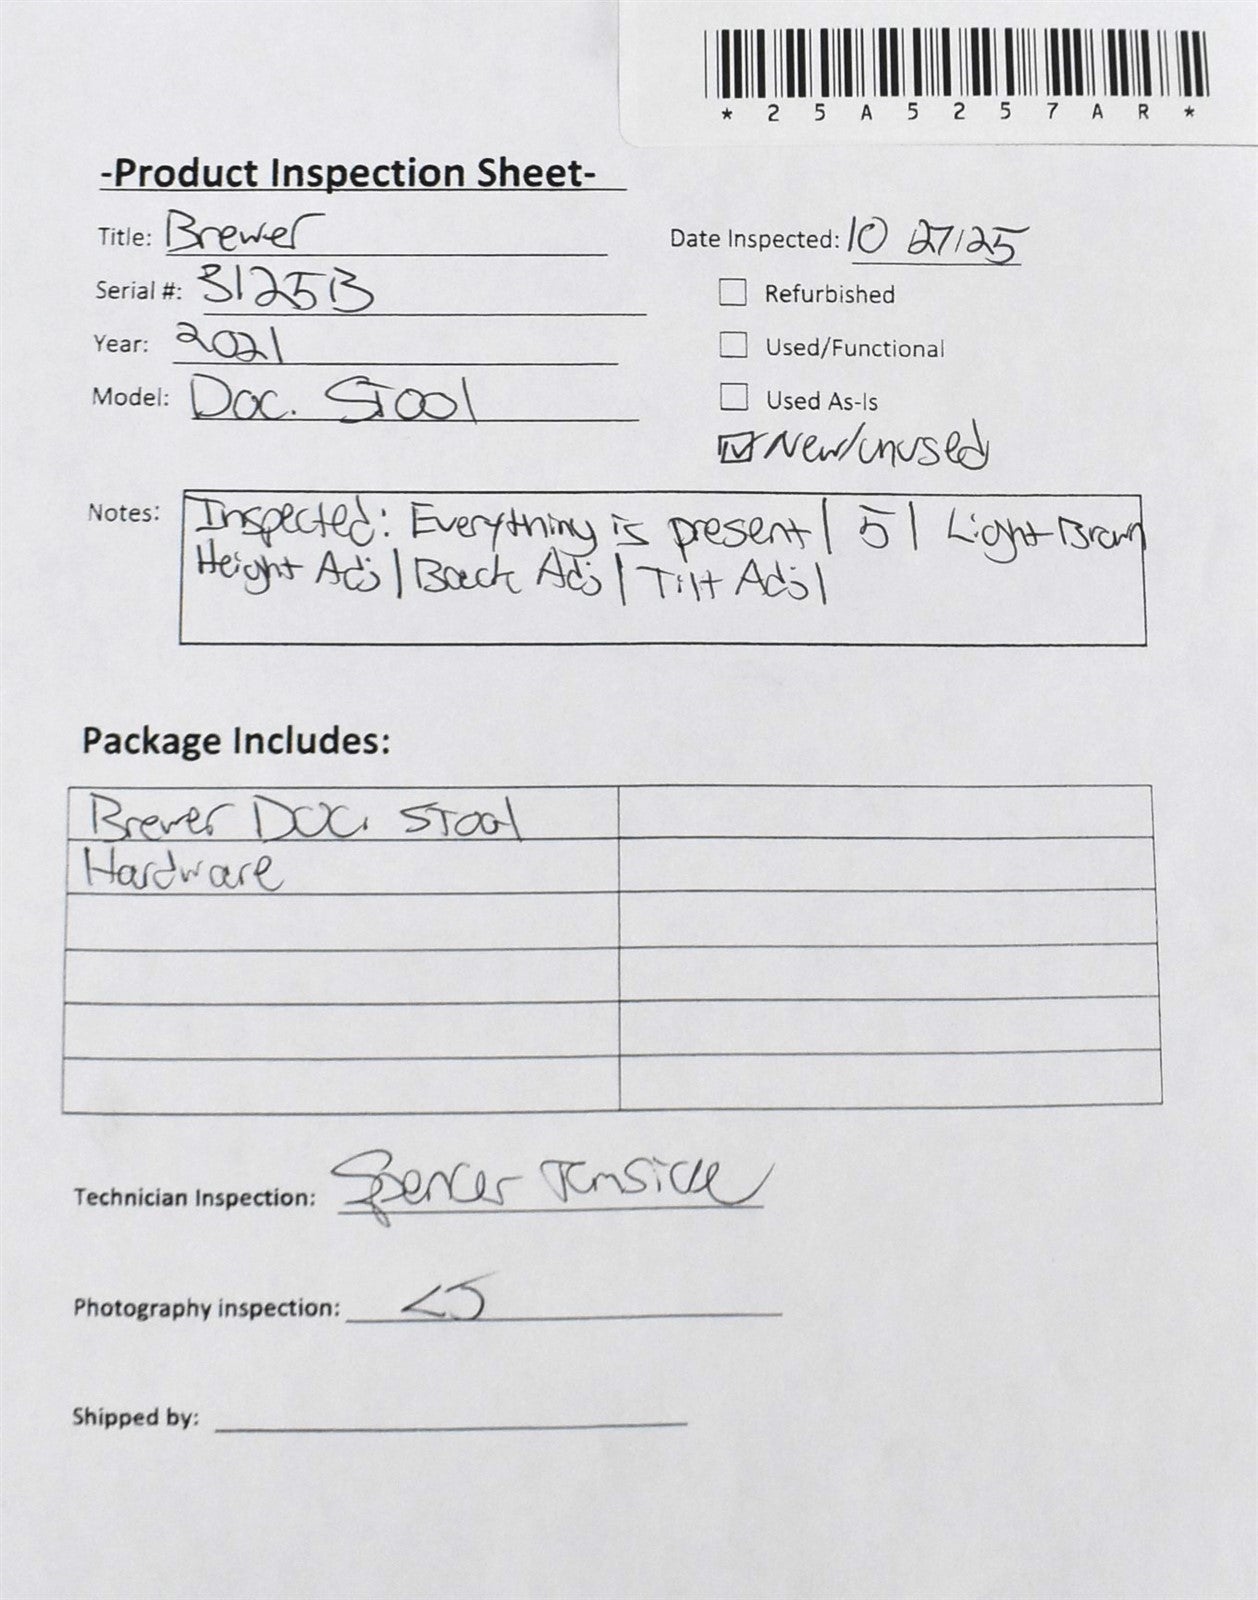 * 2 5 A 5 2 5 7 A R *
-Product Inspection Sheet-
Title: Brewer
Date Inspected: 10 27/25
Serial #: 3125B
Refurbished
Year: 2021
Used/Functional
Model: Doc. Stool
Used As-Is
New/unused
Notes: Inspected: Everything is present | 5 | Light Brown
Height Adj | Back Adj | Tilt Adj |
Package Includes:
Brewer DOC. Stool
Hardware
Technician Inspection: Spencer
Photography inspection:
Shipped by: